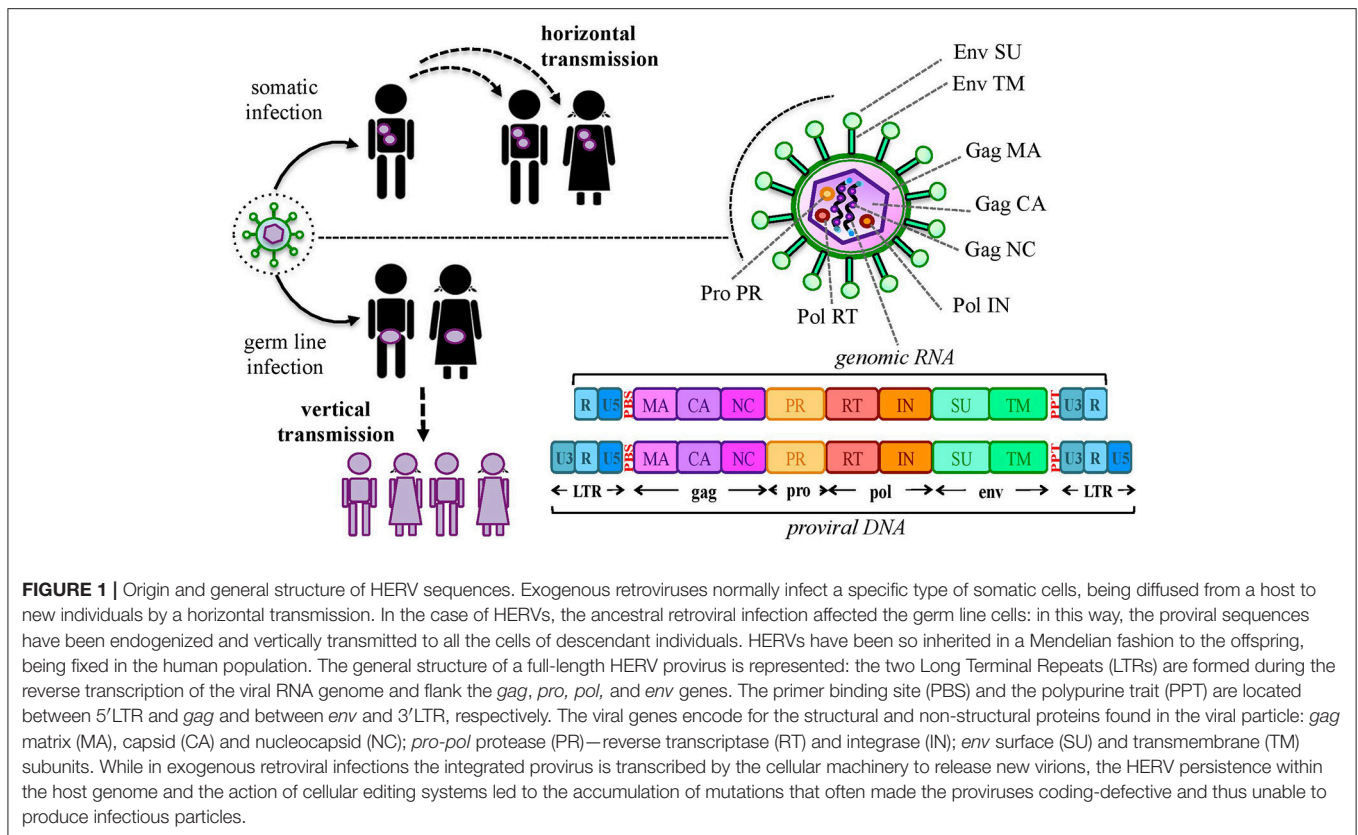 horizontal
transmission
somatic
infection
germ line
infection
vertical
transmission
Env SU
Env TM
Gag MA
Gag CA
Gag NC
Pol IN
Pol RT
Pro PR
genomic RNA
R U5 PBS MA CA NC PR RT IN SU TM PPT U3 R
U3 R U5 PBS MA CA NC PR RT IN SU TM PPT U3 R U5
LTR gag pro pol env LTR
proviral DNA
FIGURE 1 | Origin and general structure of HERV sequences. Exogenous retroviruses normally infect a specific type of somatic cells, being diffused from a host to
new individuals by a horizontal transmission. In the case of HERVs, the ancestral retroviral infection affected the germ line cells: in this way, the proviral sequences
have been endogenized and vertically transmitted to all the cells of descendant individuals. HERVs have been so inherited in a Mendelian fashion to the offspring,
being fixed in the human population. The general structure of a full-length HERV provirus is represented: the two Long Terminal Repeats (LTRs) are formed during the
reverse transcription of the viral RNA genome and flank the gag, pro, pol, and env genes. The primer binding site (PBS) and the polypurine trait (PPT) are located
between 5′LTR and gag and between env and 3′LTR, respectively. The viral genes encode for the structural and non-structural proteins found in the viral particle: gag
matrix (MA), capsid (CA) and nucleocapsid (NC); pro-pol protease (PR)—reverse transcriptase (RT) and integrase (IN); env surface (SU) and transmembrane (TM)
subunits. While in exogenous retroviral infections the integrated provirus is transcribed by the cellular machinery to release new virions, the HERV persistence within
the host genome and the action of cellular editing systems led to the accumulation of mutations that often made the proviruses coding-defective and thus unable to
produce infectious particles.